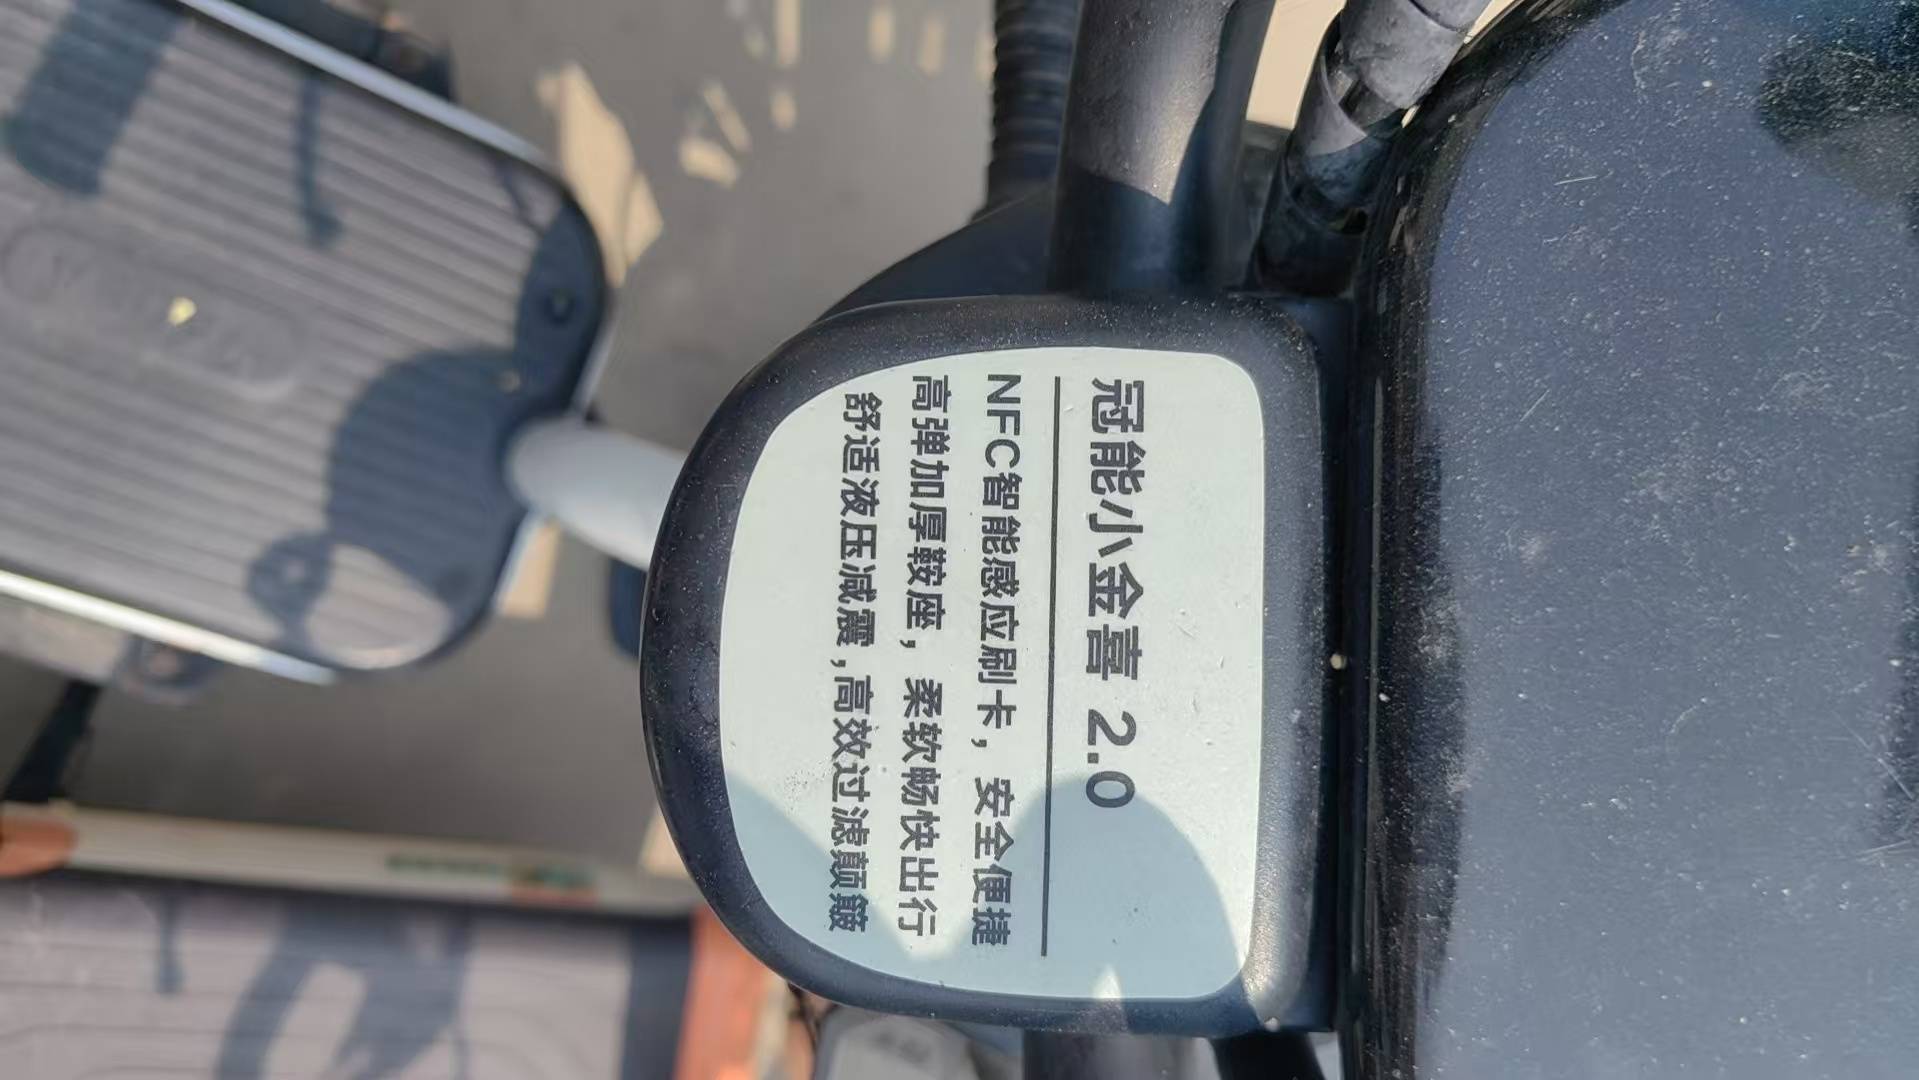 冠能小金喜 2.0
NFC智能感应刷卡，安全便捷
高弹加厚鞍座，柔软畅快出行
舒适液压减震,高效过滤颠簸